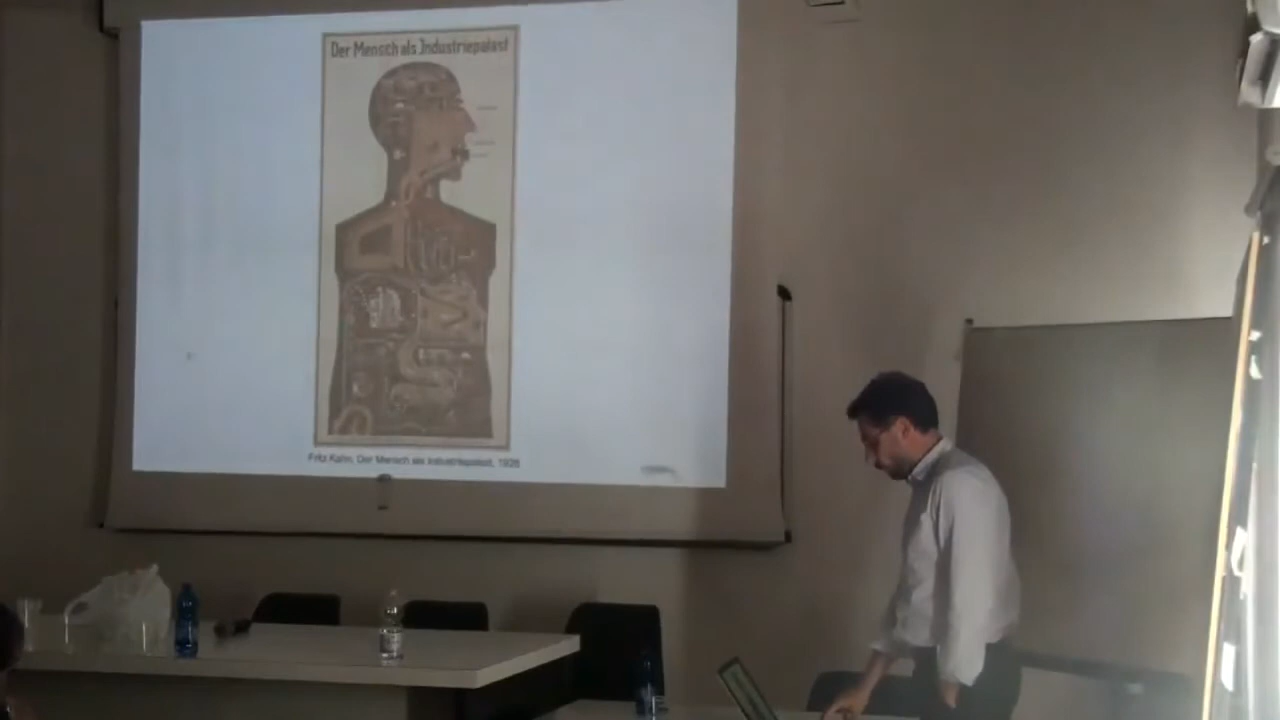 Der Mensch als Industriepalast
Fritz Kahn, Der Mensch als Industriepalast, 1926